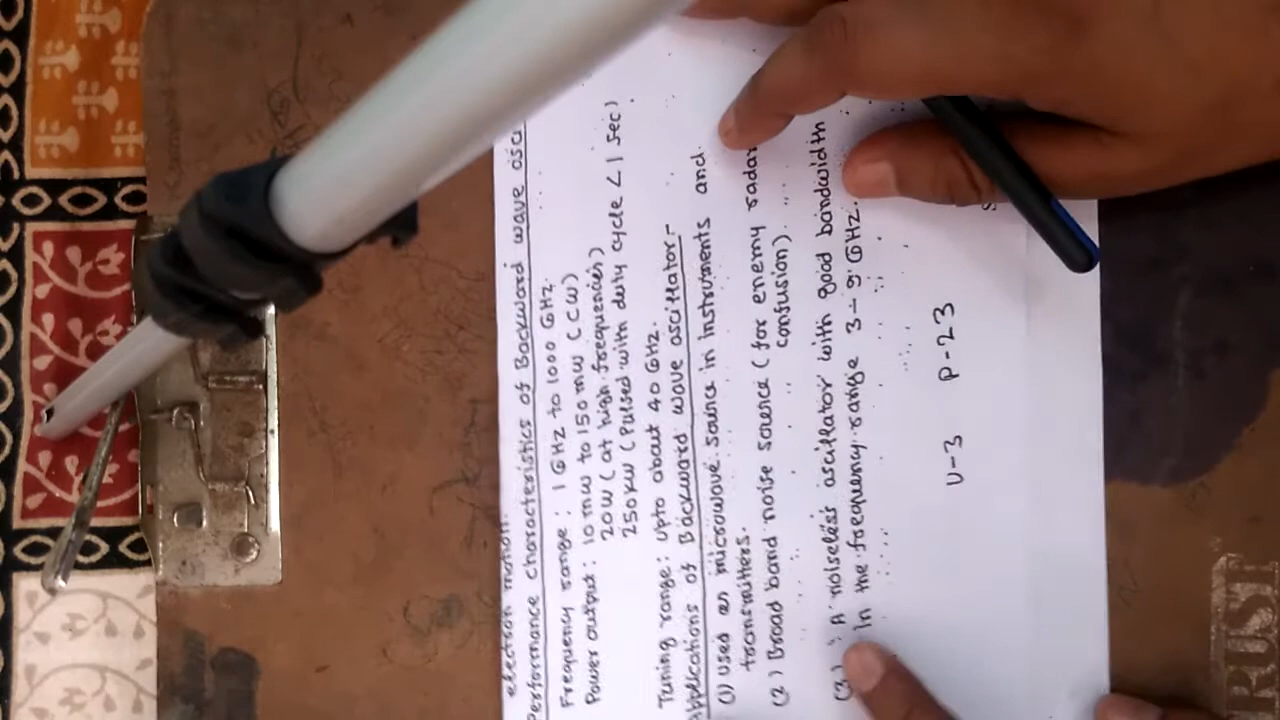 electron motion.
Performance characteristics of Backward wave osci
Frequency range : 1 GHz to 1000 GHz.
Power output : 10 mw to 150 mw (CW)
20W (at high frequencies)
250 KW (Pulsed with duty cycle < 1 sec)
Tuning range : upto about 40 GHz.
Applications of Backward wave oscillator:-
(1) Used as microwave source in instruments and
transmitters.
(2) Broad band noise source (for enemy radar
confusion).
(3) A noiseless oscillator with good bandwidth
in the frequency range 3 - 9 GHz.
U-3 P-23
RUST